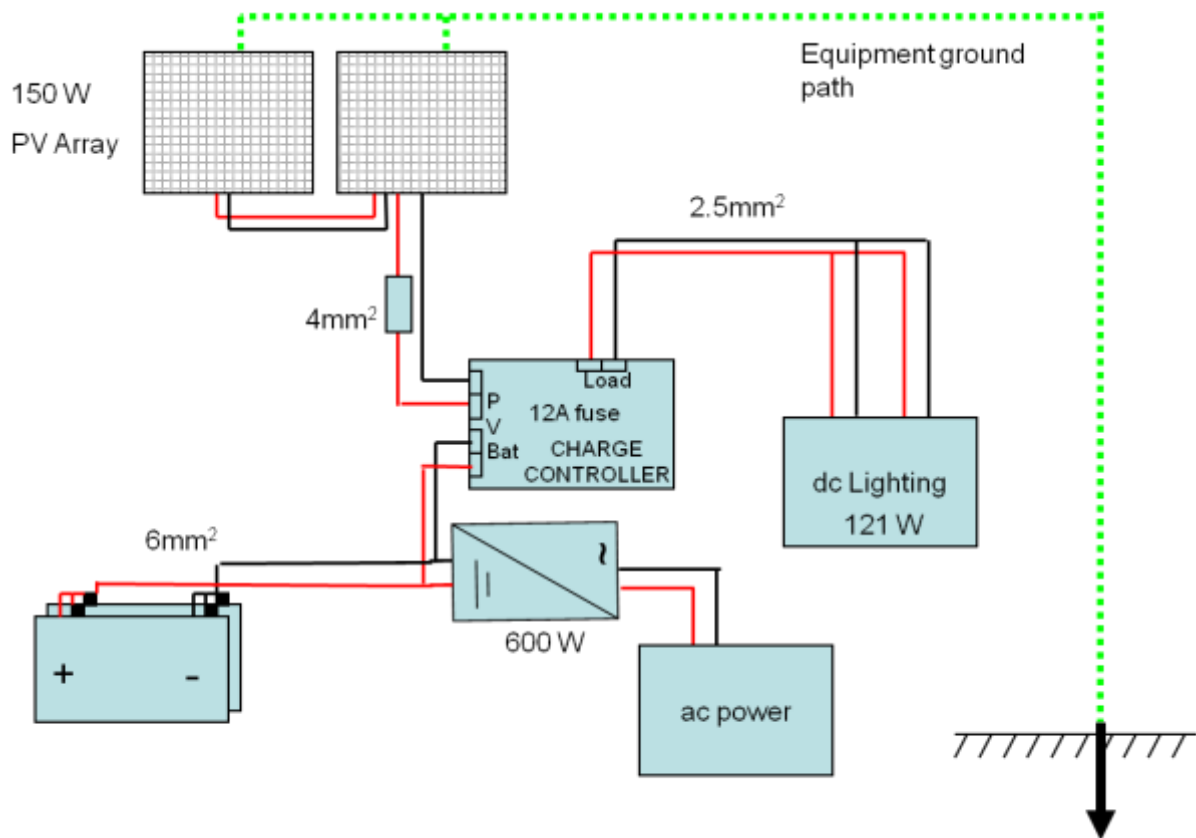 Equipment ground
path
150 W
PV Array
2.5mm²
4mm²
Load
P
V
12A fuse
Bat
CHARGE
CONTROLLER
dc Lighting
121 W
6mm²
~
600 W
+
-
ac power